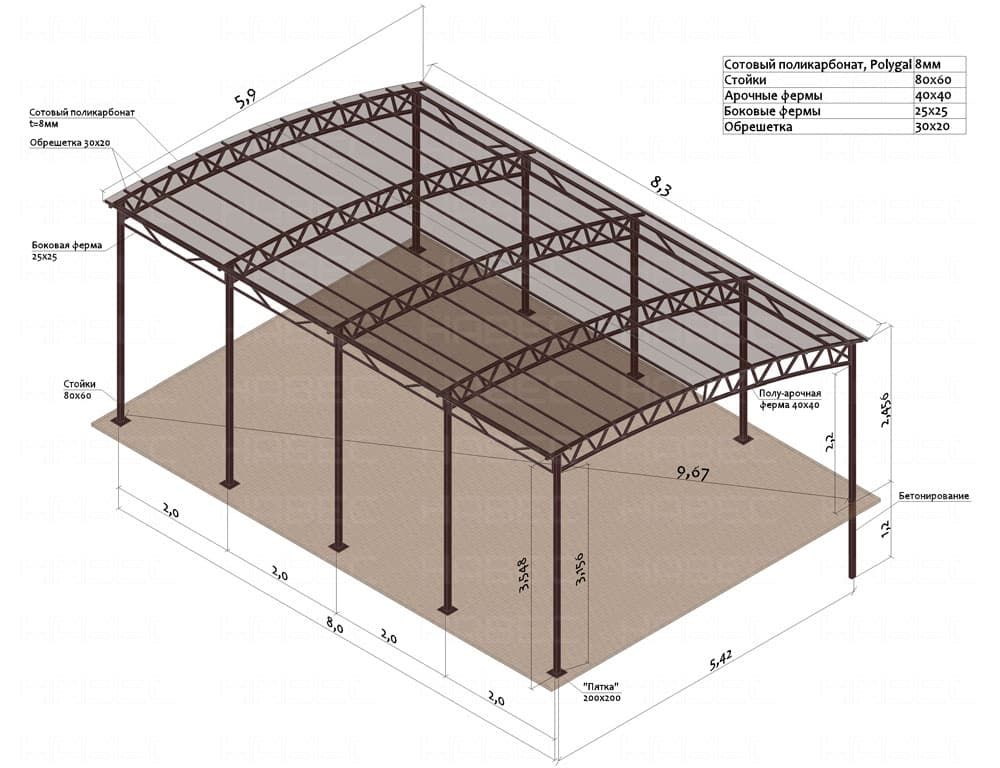 5,9
Сотовый поликарбонат, Polygal 8мм
Стойки 80x60
Арочные фермы 40x40
Боковые фермы 25x25
Обрешетка 30x20
Сотовый поликарбонат
t=8мм
Обрешетка 30x20
8,3
Боковая ферма
25x25
Стойки
80x60
Полу-арочная
ферма 40x40
2,2
2,456
9,67
Бетонирование
1,2
2,0
2,0
8,0
2,0
2,0
3,548
3,156
5,42
"Пятка"
200x200